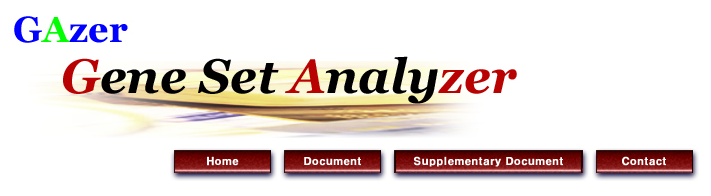 GAzer
Gene Set Analyzer
Home Document Supplementary Document Contact